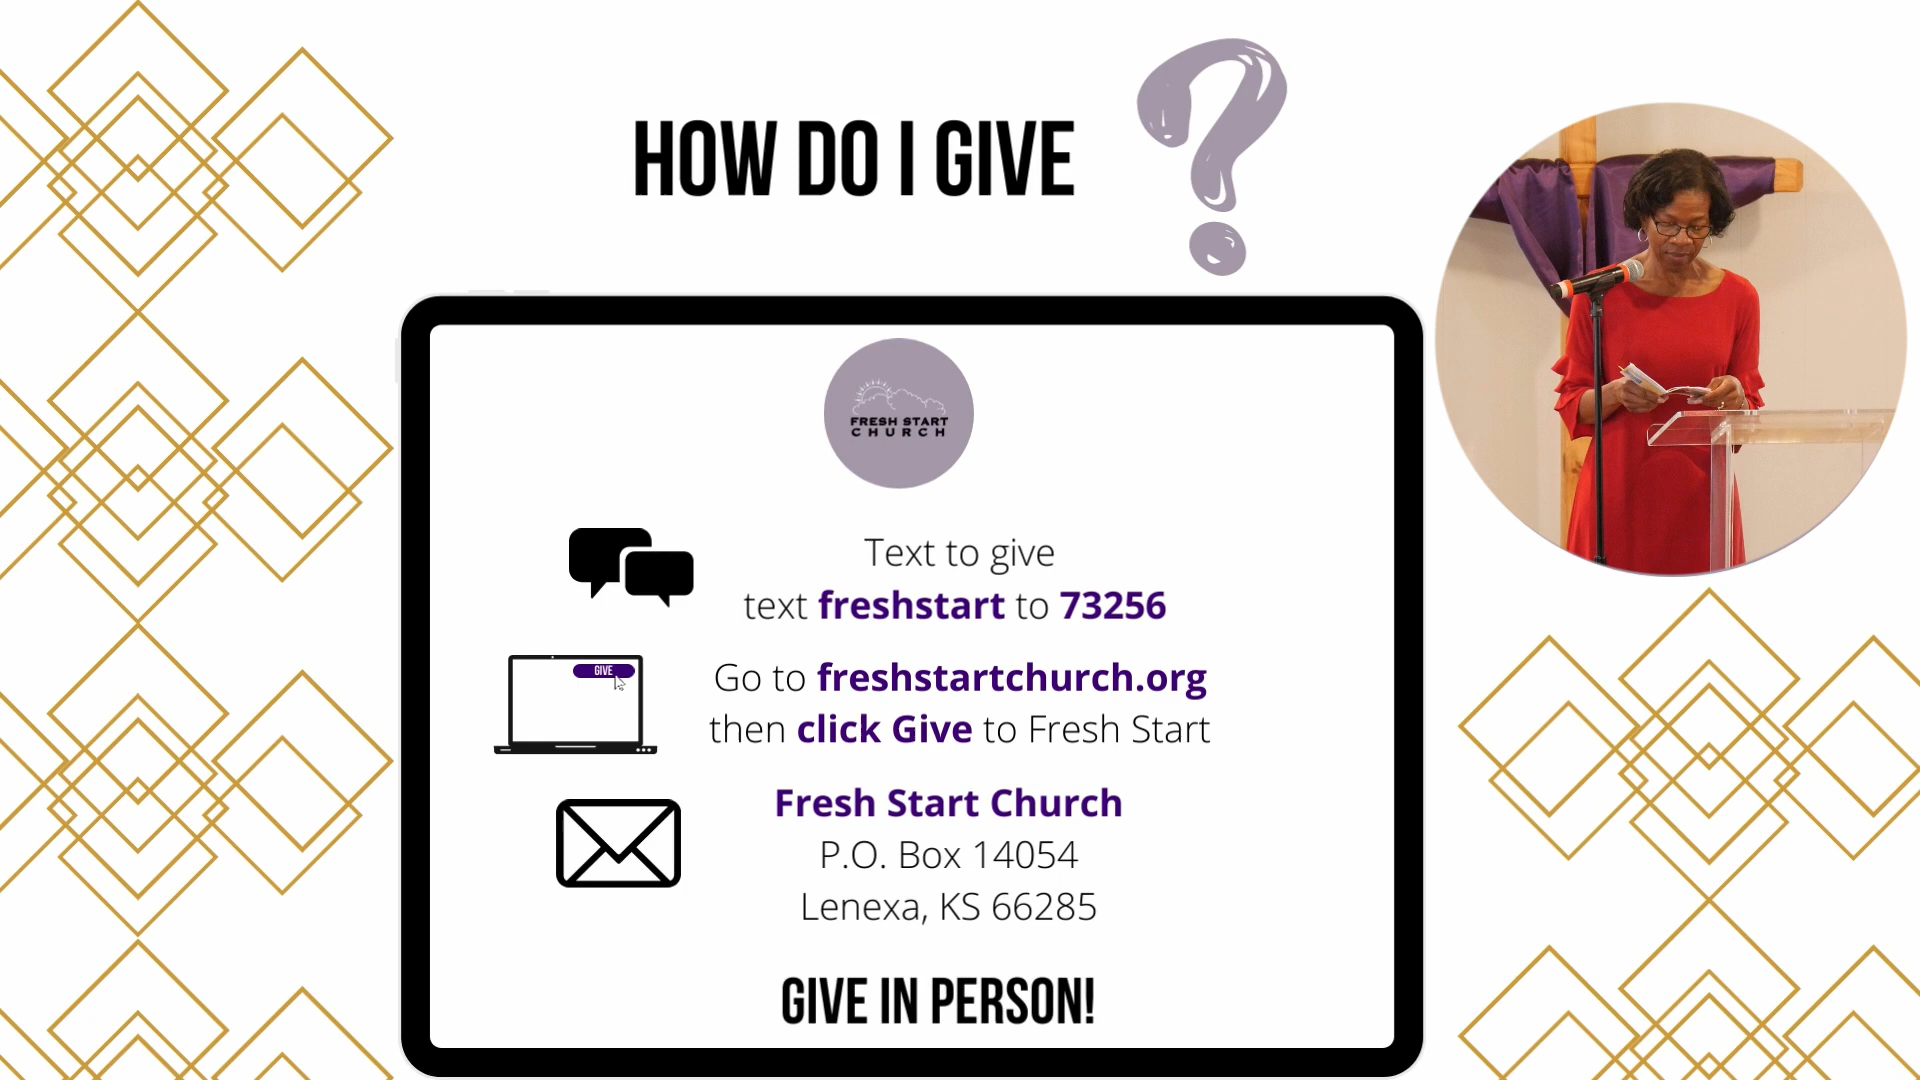 HOW DO I GIVE ?
FRESH START
CHURCH
Text to give
text freshstart to 73256
GIVE
Go to freshstartchurch.org
then click Give to Fresh Start
Fresh Start Church
P.O. Box 14054
Lenexa, KS 66285
GIVE IN PERSON!